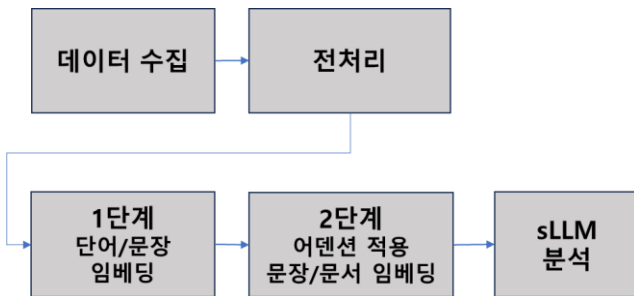 데이터 수집
전처리
1단계
단어/문장
임베딩
2단계
어덴션 적용
문장/문서 임베딩
sLLM
분석